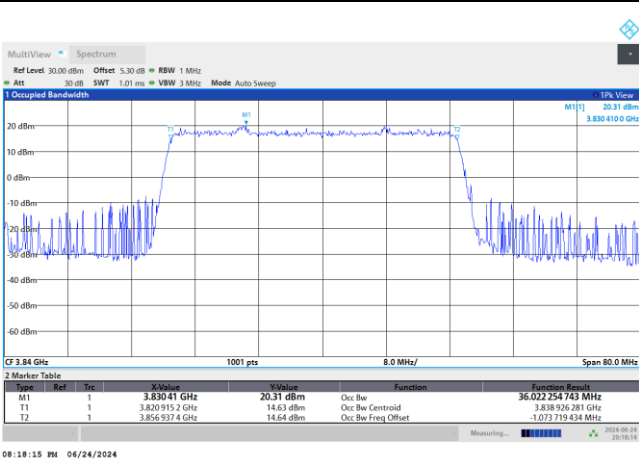 MultiView Spectrum
Ref Level 30.00 dBm Offset 5.30 dB RBW 1 MHz
Att 30 dB SWT 1.01 ms VBW 3 MHz Mode Auto Sweep
1 Occupied Bandwidth 1Pk View
M1[1] 20.31 dBm
3.830 410 0 GHz
M1
T1 T2
20 dBm
10 dBm
0 dBm
-10 dBm
-20 dBm
-30 dBm
-40 dBm
-50 dBm
-60 dBm
CF 3.84 GHz 1001 pts 8.0 MHz/ Span 80.0 MHz
2 Marker Table
Type Ref Trc X-Value Y-Value Function Function Result
M1 1 3.83041 GHz 20.31 dBm Occ Bw 36.022 254 743 MHz
T1 1 3.820 915 2 GHz 14.63 dBm Occ Bw Centroid 3.838 926 281 GHz
T2 1 3.856 937 4 GHz 14.64 dBm Occ Bw Freq Offset -1.073 719 434 MHz
Measuring... 2024-06-24
20:18:14
08:18:15 PM 06/24/2024